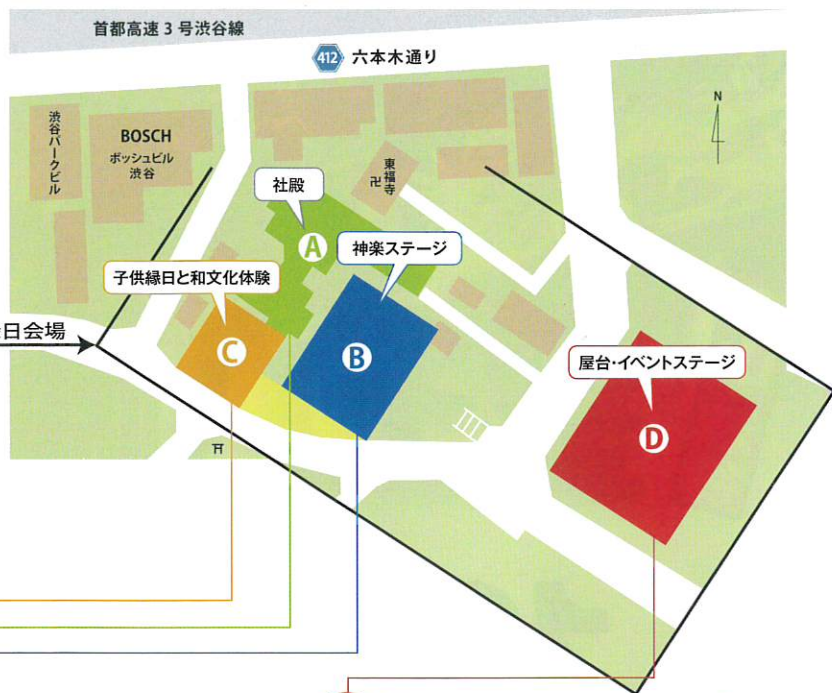 首都高速 3 号渋谷線
412 六本木通り
渋谷パークビル
BOSCH
ボッシュビル
渋谷
N
東福寺
卍
社殿
A
神楽ステージ
子供縁日と和文化体験
日会場
C
B
屋台・イベントステージ
D